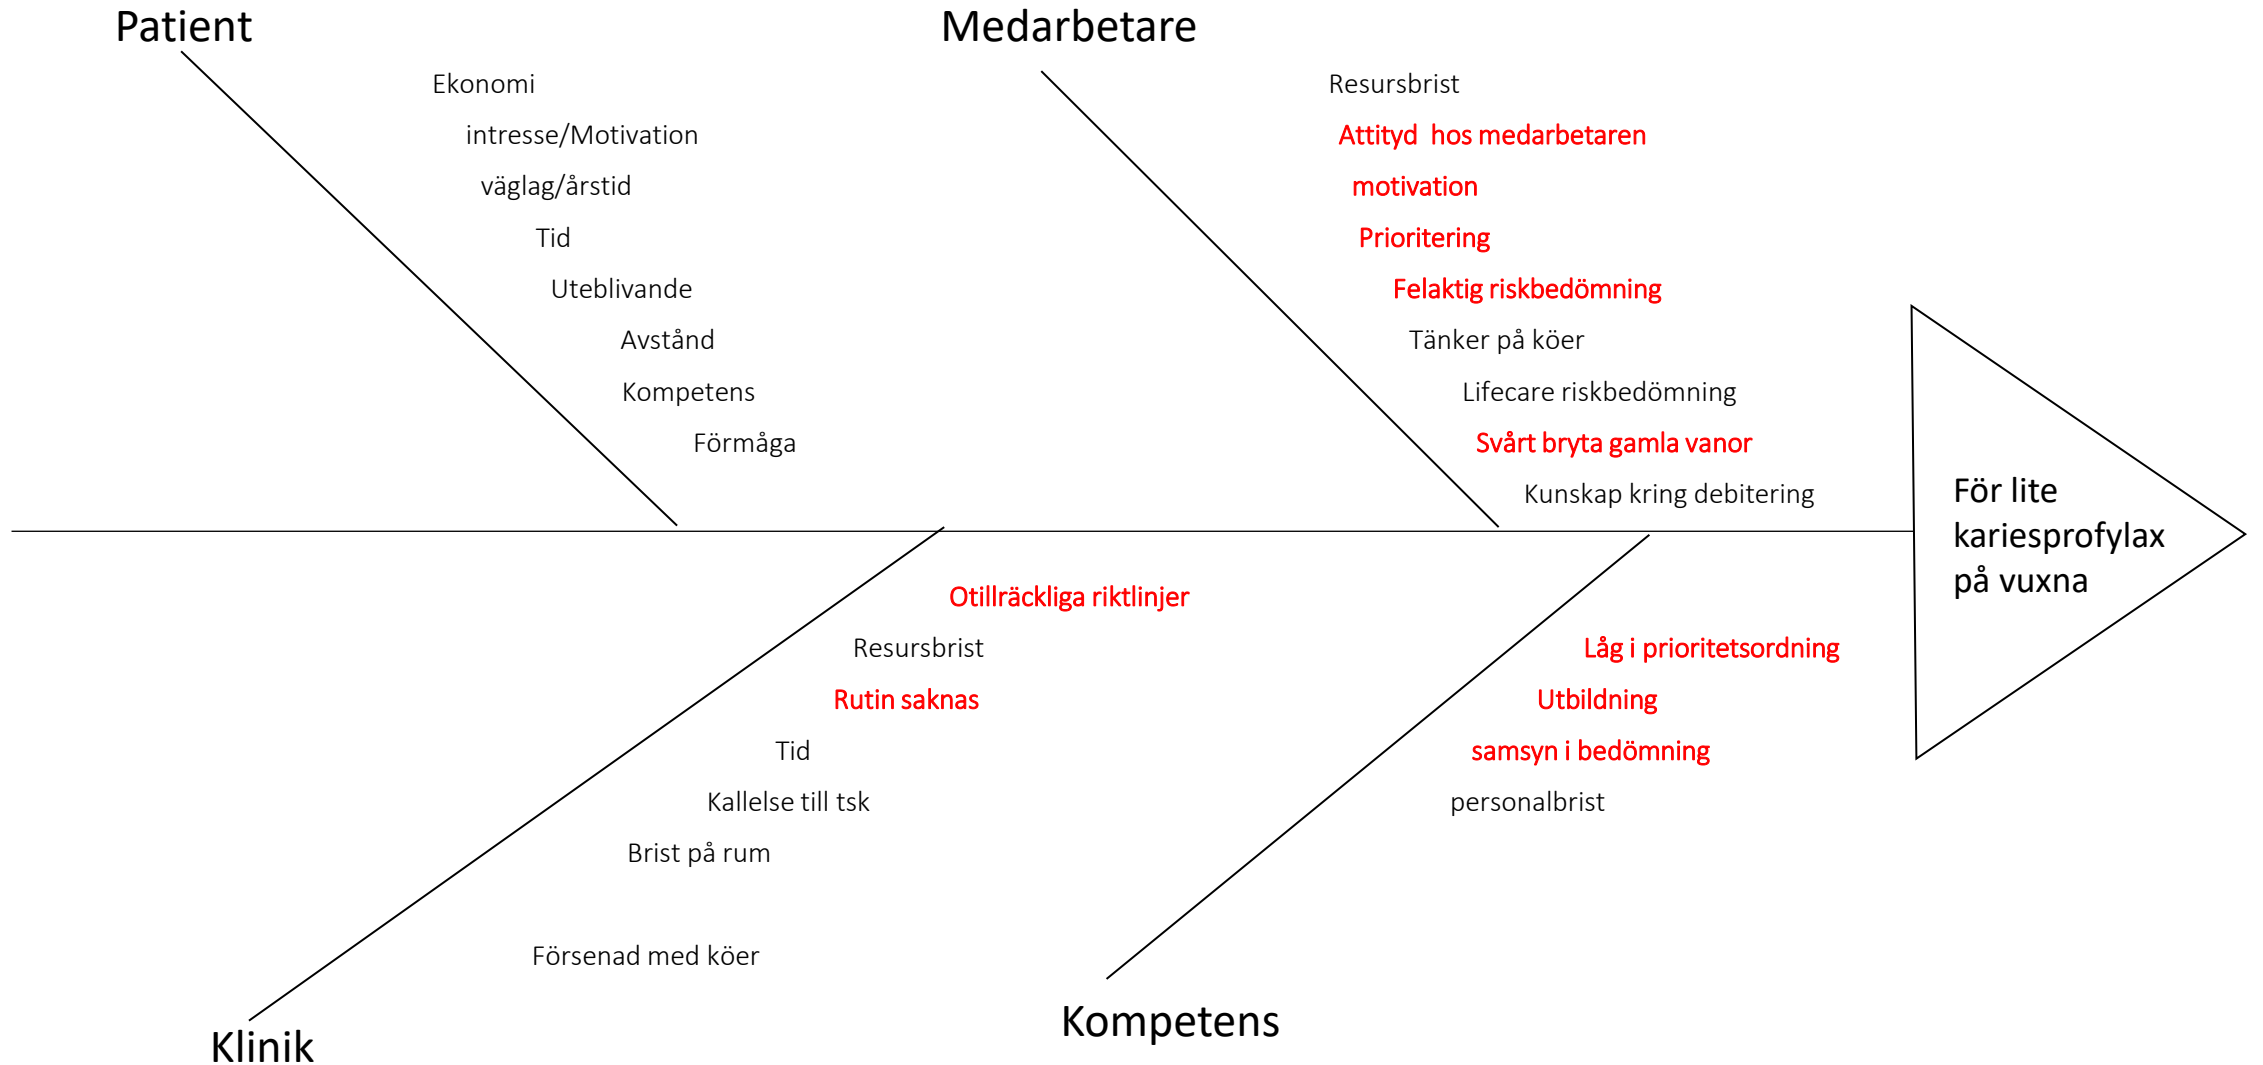 Patient
Ekonomi
intresse/Motivation
väglag/årstid
Tid
Uteblivande
Avstånd
Kompetens
Förmåga
Medarbetare
Resursbrist
Attityd  hos medarbetaren
motivation
Prioritering
Felaktig riskbedömning
Tänker på köer
Lifecare riskbedömning
Svårt bryta gamla vanor
Kunskap kring debitering
För lite
kariesprofylax
på vuxna
Otillräckliga riktlinjer
Resursbrist
Rutin saknas
Tid
Kallelse till tsk
Brist på rum
Försenad med köer
Klinik
Låg i prioritetsordning
Utbildning
samsyn i bedömning
personalbrist
Kompetens